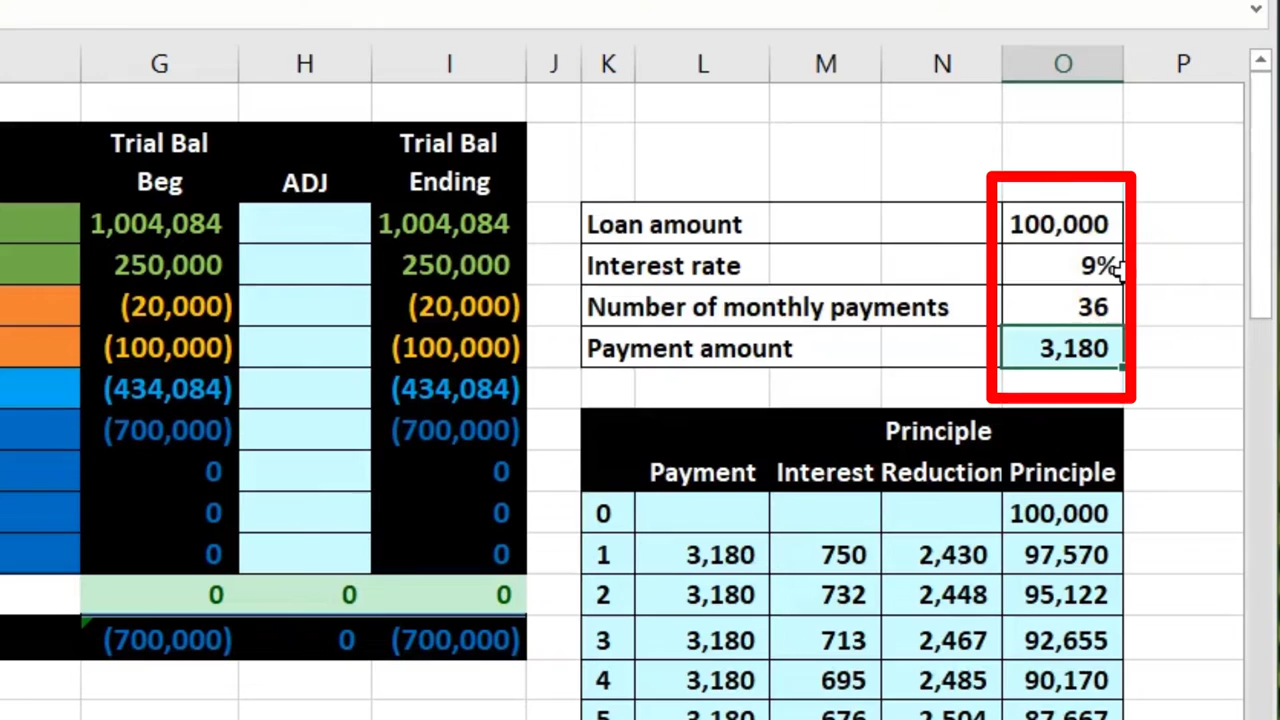 G H I J K L M N O P
Trial Bal Trial Bal
Beg ADJ Ending
1,004,084 1,004,084 Loan amount 100,000
250,000 250,000 Interest rate 9%
(20,000) (20,000) Number of monthly payments 36
(100,000) (100,000) Payment amount 3,180
(434,084) (434,084)
(700,000) (700,000) Principle
0 0 Payment Interest Reduction Principle
0 0 0 100,000
0 0 1 3,180 750 2,430 97,570
0 0 0 2 3,180 732 2,448 95,122
(700,000) 0 (700,000) 3 3,180 713 2,467 92,655
4 3,180 695 2,485 90,170
5 3,180 676 2,504 87,667